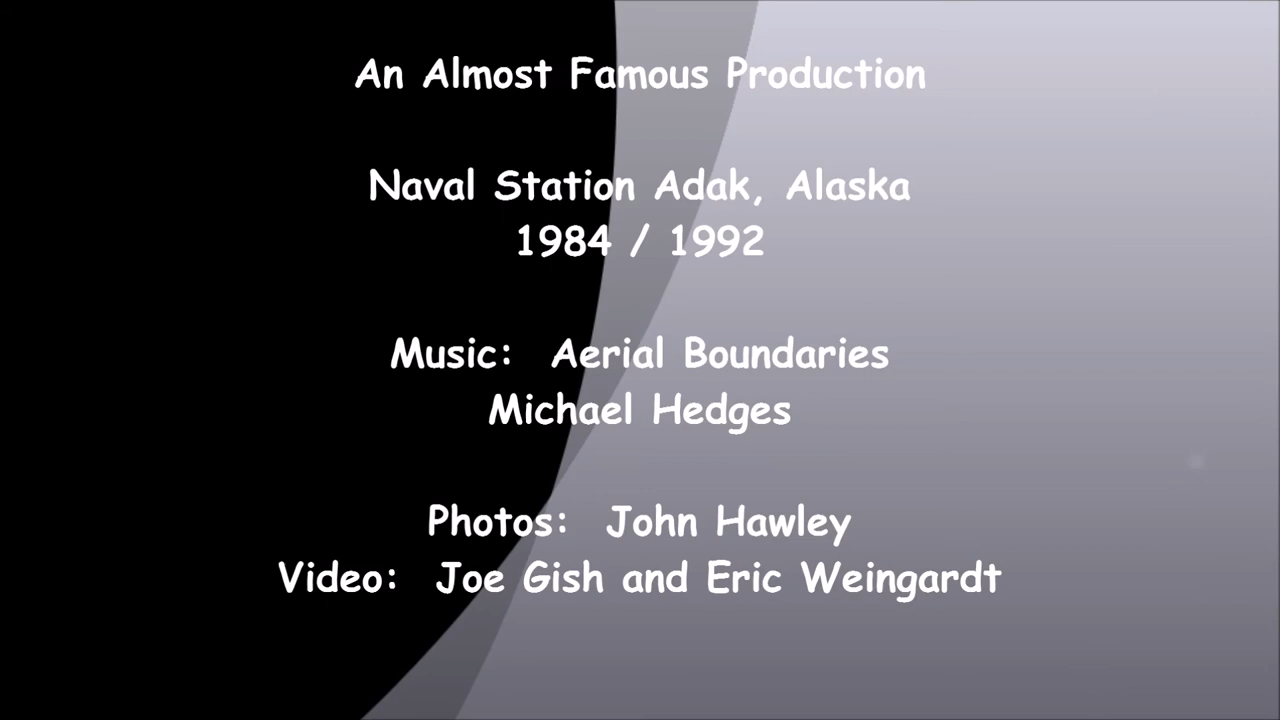 An Almost Famous Production
Naval Station Adak, Alaska
1984 / 1992
Music: Aerial Boundaries
Michael Hedges
Photos: John Hawley
Video: Joe Gish and Eric Weingardt